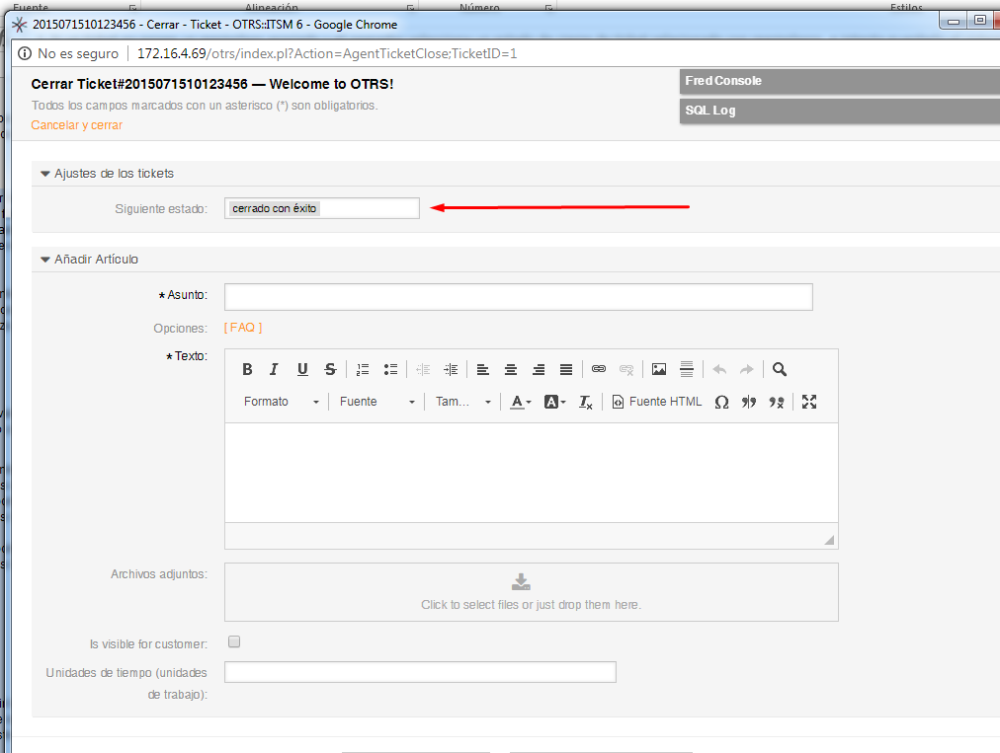 Fuente Alineación Número Estilos
2015071510123456 - Cerrar - Ticket - OTRS::ITSM 6 - Google Chrome
No es seguro | 172.16.4.69/otrs/index.pl?Action=AgentTicketClose;TicketID=1
Cerrar Ticket#2015071510123456 — Welcome to OTRS!
Fred Console
Todos los campos marcados con un asterisco (*) son obligatorios.
SQL Log
Cancelar y cerrar
Ajustes de los tickets
Siguiente estado: cerrado con éxito
Añadir Artículo
* Asunto:
Opciones: [ FAQ ]
* Texto:
Formato Fuente Tam... Fuente HTML
Archivos adjuntos:
Click to select files or just drop them here.
Is visible for customer:
Unidades de tiempo (unidades
de trabajo):